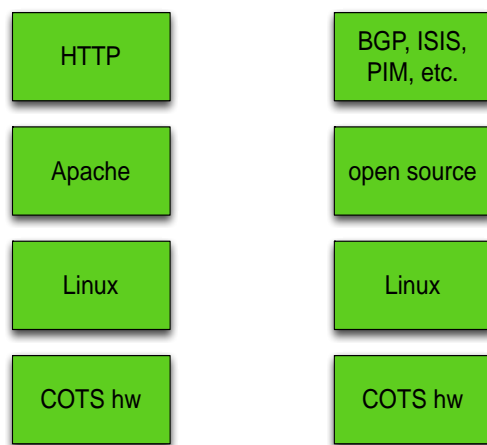 HTTP
Apache
Linux
COTS hw
BGP, ISIS,
PIM, etc.
open source
Linux
COTS hw